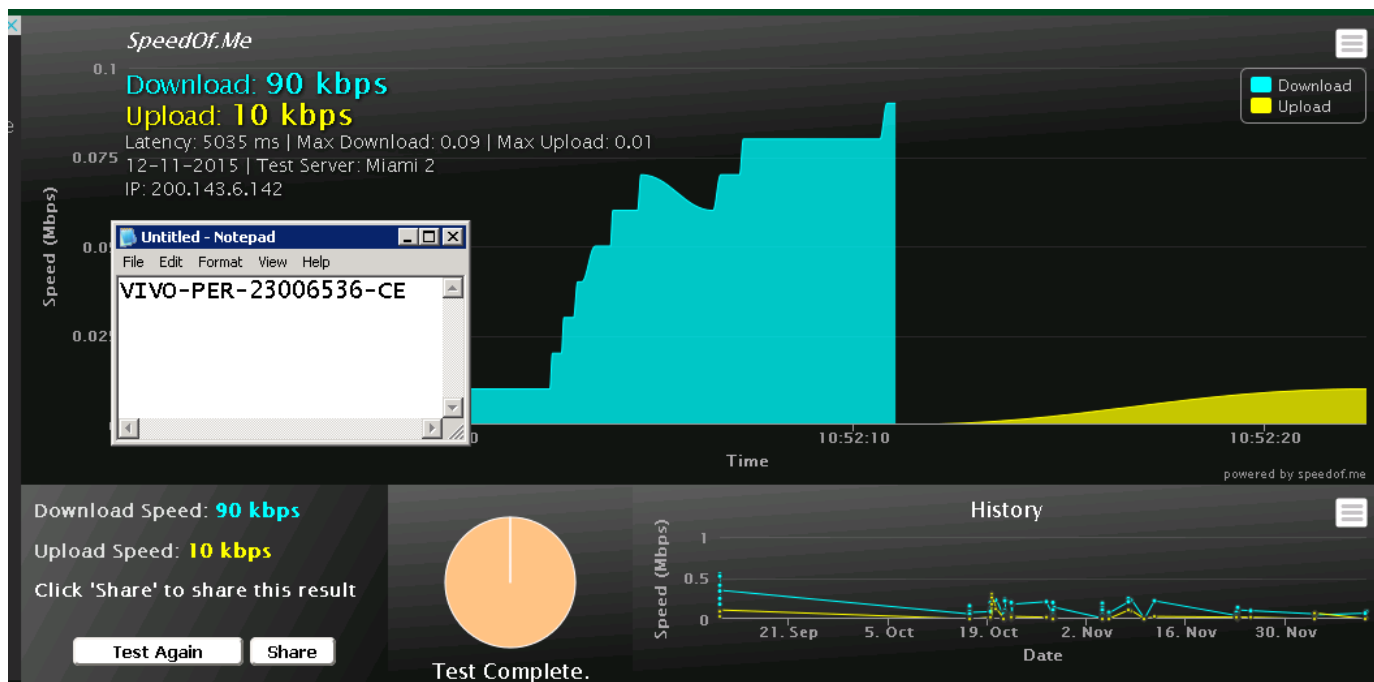 SpeedOf.Me
Download: 90 kbps
Upload: 10 kbps
Latency: 5035 ms | Max Download: 0.09 | Max Upload: 0.01
12-11-2015 | Test Server: Miami 2
IP: 200.143.6.142
Download
Upload
0.1
0.075
Speed (Mbps)
Untitled - Notepad
File Edit Format View Help
VIVO-PER-23006536-CE
10:52:10
10:52:20
Time
powered by speedof.me
Download Speed: 90 kbps
Upload Speed: 10 kbps
Click 'Share' to share this result
Test Again
Share
Test Complete.
History
Speed (Mbps)
1
0.5
0
21. Sep
5. Oct
19. Oct
2. Nov
16. Nov
30. Nov
Date